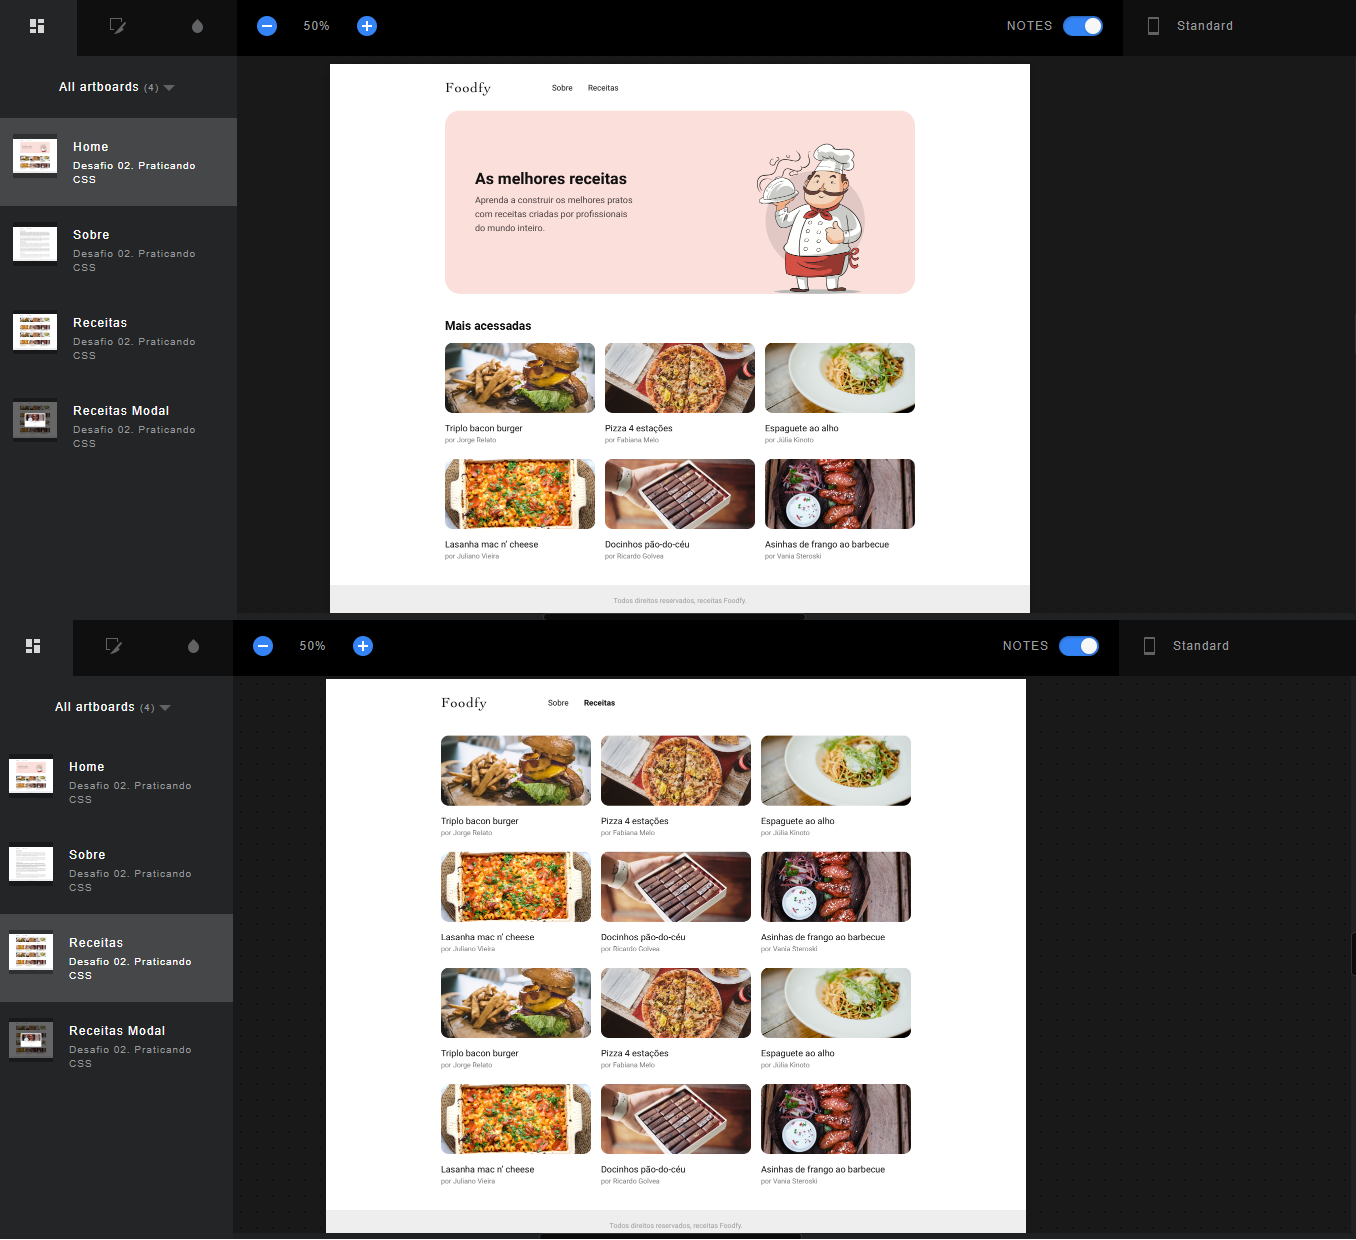 50%
NOTES
Standard
All artboards (4)
Home
Desafio 02. Praticando
CSS
Sobre
Desafio 02. Praticando
CSS
Receitas
Desafio 02. Praticando
CSS
Receitas Modal
Desafio 02. Praticando
CSS
Foodfy
Sobre
Receitas
As melhores receitas
Aprenda a construir os melhores pratos
com receitas criadas por profissionais
do mundo inteiro.
Mais acessadas
Triplo bacon burger
por Jorge Relato
Pizza 4 estações
por Fabiana Melo
Espaguete ao alho
por Júlia Kinoto
Lasanha mac n' cheese
por Juliano Vieira
Docinhos pão-do-céu
por Ricardo Golvea
Asinhas de frango ao barbecue
por Vania Steroski
Todos direitos reservados, receitas Foodfy.
50%
NOTES
Standard
All artboards (4)
Home
Desafio 02. Praticando
CSS
Sobre
Desafio 02. Praticando
CSS
Receitas
Desafio 02. Praticando
CSS
Receitas Modal
Desafio 02. Praticando
CSS
Foodfy
Sobre
Receitas
Triplo bacon burger
por Jorge Relato
Pizza 4 estações
por Fabiana Melo
Espaguete ao alho
por Júlia Kinoto
Lasanha mac n' cheese
por Juliano Vieira
Docinhos pão-do-céu
por Ricardo Golvea
Asinhas de frango ao barbecue
por Vania Steroski
Triplo bacon burger
por Jorge Relato
Pizza 4 estações
por Fabiana Melo
Espaguete ao alho
por Júlia Kinoto
Lasanha mac n' cheese
por Juliano Vieira
Docinhos pão-do-céu
por Ricardo Golvea
Asinhas de frango ao barbecue
por Vania Steroski
Todos direitos reservados, receitas Foodfy.